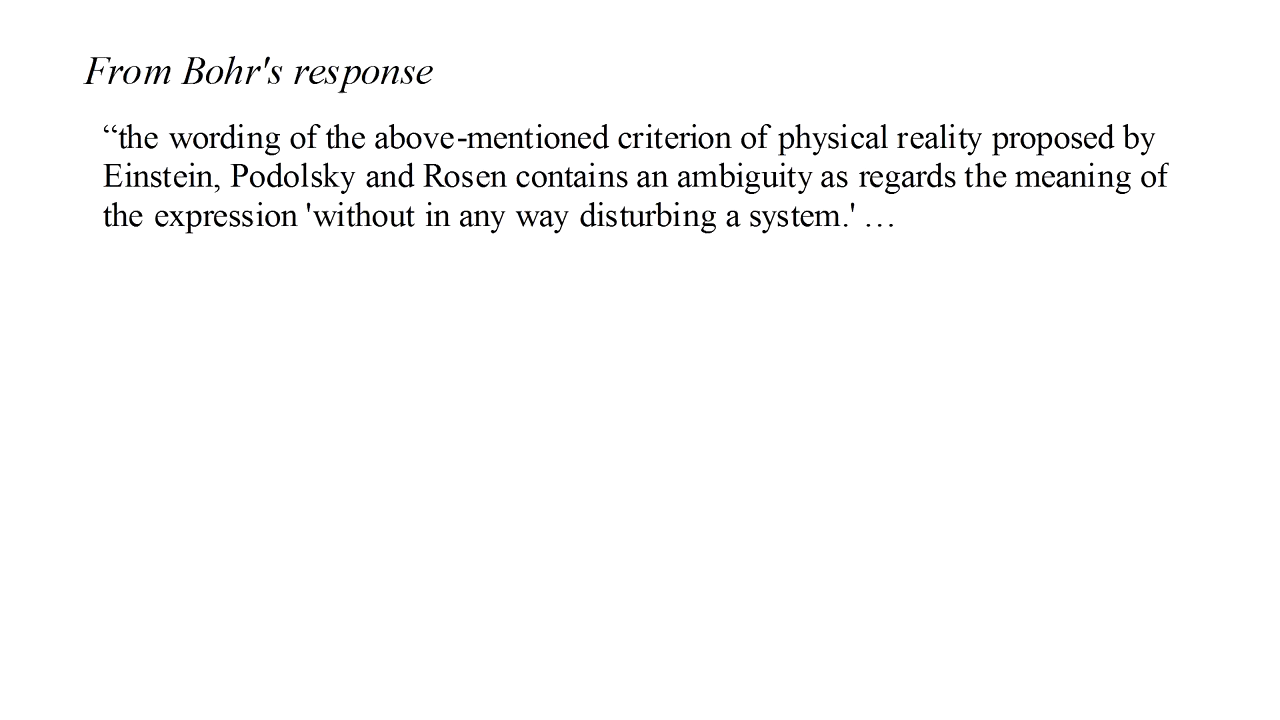 From Bohr's response
“the wording of the above-mentioned criterion of physical reality proposed by
Einstein, Podolsky and Rosen contains an ambiguity as regards the meaning of
the expression 'without in any way disturbing a system.' …